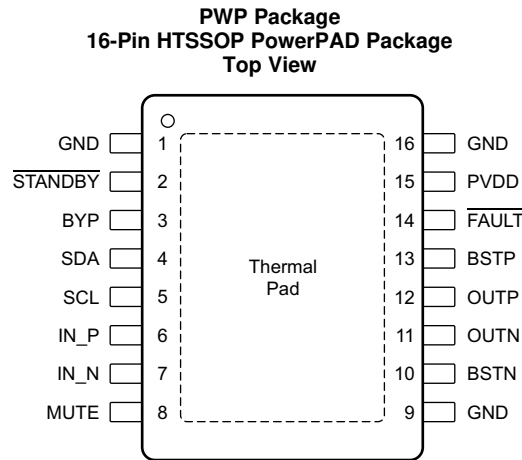 PWP Package
16-Pin HTSSOP PowerPAD Package
Top View
GND 1 16 GND
STANDBY 2 15 PVDD
BYP 3 14 FAULT
SDA 4 13 BSTP
SCL 5 12 OUTP
IN_P 6 11 OUTN
IN_N 7 10 BSTN
MUTE 8 9 GND
Thermal
Pad